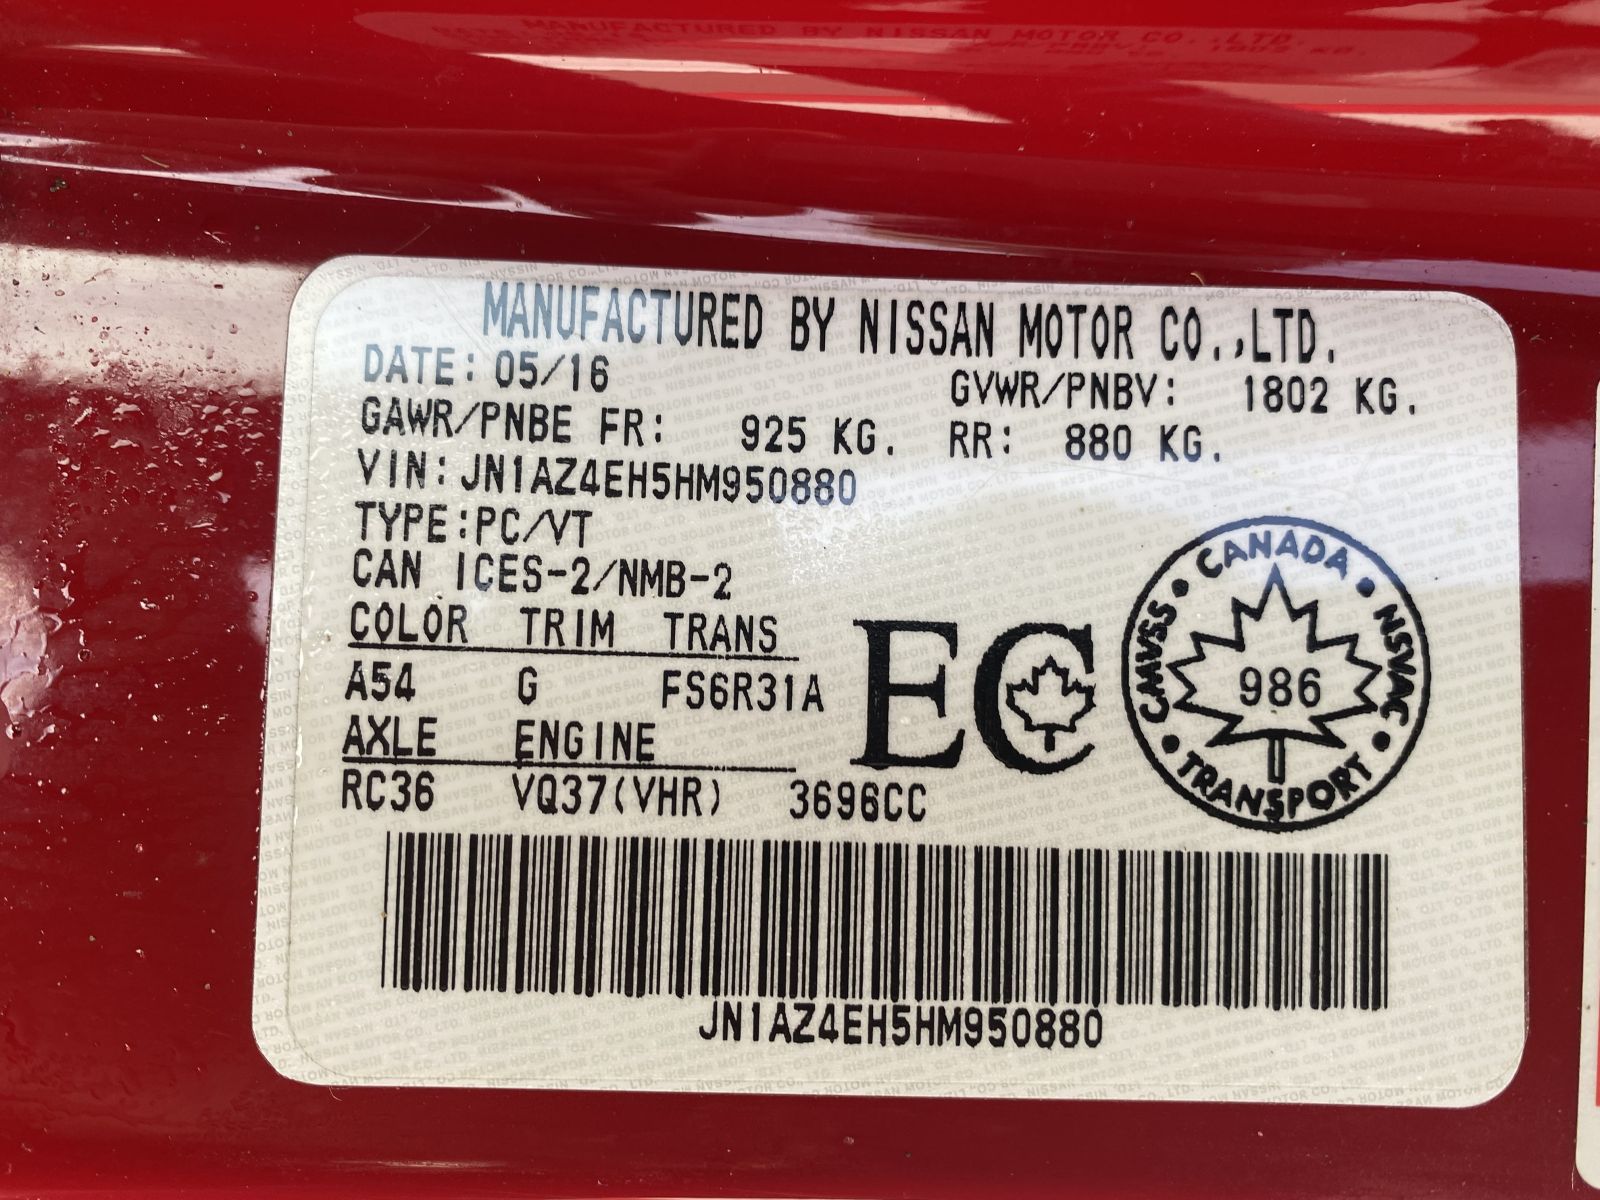 MANUFACTURED BY NISSAN MOTOR CO.,LTD.
DATE: 05/16
GVWR/PNBV: 1802 KG.
GAWR/PNBE FR: 925 KG. RR: 880 KG.
VIN: JN1AZ4EH5HM950880
TYPE:PC/VT
CAN ICES-2/NMB-2
COLOR TRIM TRANS
A54 G FS6R31A
AXLE ENGINE
RC36 VQ37(VHR) 3696CC
EC
CANADA
CMVSS
NSVAC
986
TRANSPORT
JN1AZ4EH5HM950880